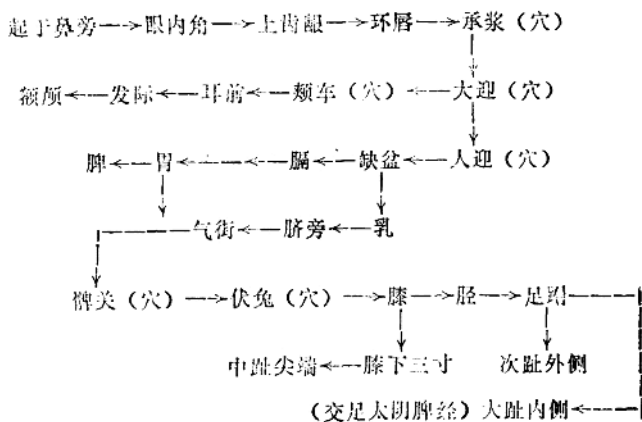 起于鼻旁→眼内角→上齿龈→环唇→承浆（穴）
额颅←发际←耳前←颊车（穴）←大迎（穴）
脾←胃←膈←缺盆←人迎（穴）
气街←脐旁←乳
髀关（穴）→伏兔（穴）→膝→胫→足跗
中趾尖端←膝下三寸 次趾外侧
（交足太阴脾经）大趾内侧←